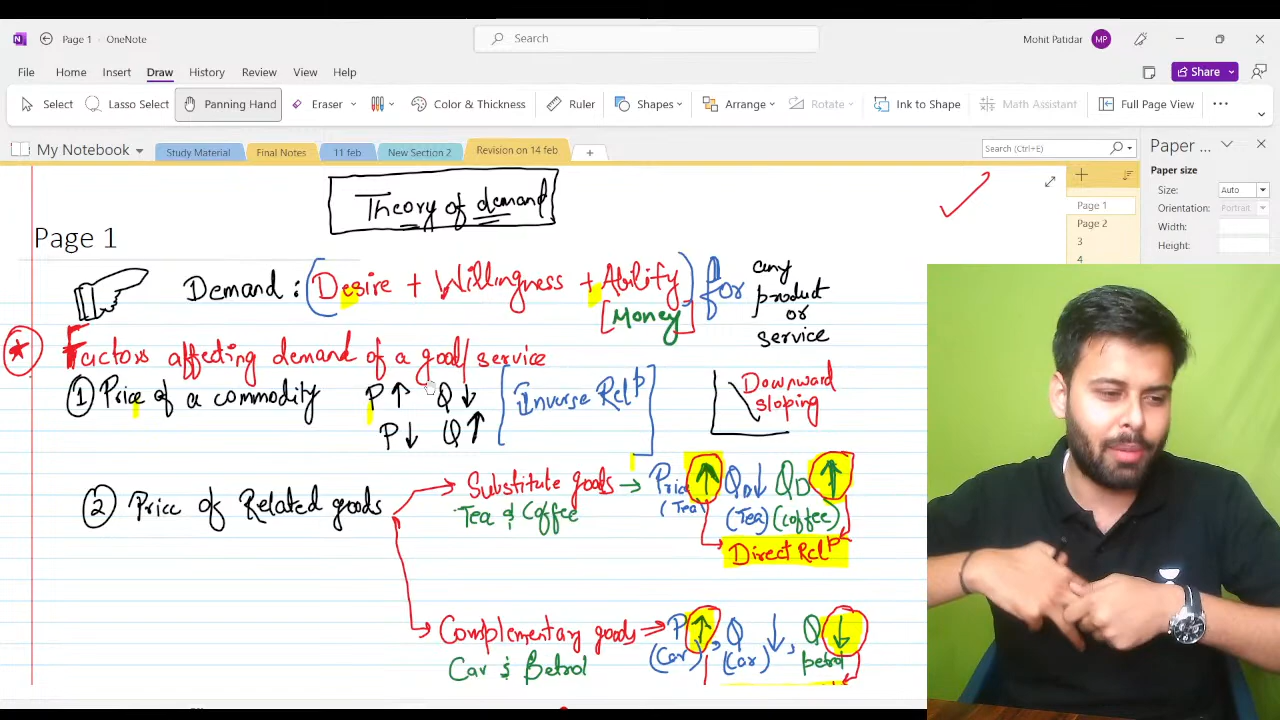 Page 1 - OneNote
Search
Mohit Patidar MP
File Home Insert Draw History Review View Help
Share
Select Lasso Select Panning Hand Eraser Color & Thickness Ruler Shapes Arrange Rotate Ink to Shape Math Assistant Full Page View
My Notebook Study Material Final Notes 11 feb New Section 2 Revision on 14 feb
Search (Ctrl+E)
Paper ...
Paper size
Size: Auto
Orientation: Portrait
Width:
Height:
Page 1
Page 2
3
4
Theory of demand
Page 1
Demand : (Desire + Willingness + Ability) for any product or service
[Money]
Factors affecting demand of a good/ service
① Price of a commodity P↑ Q↓ [Inverse Relp]
P↓ Q↑
Downward sloping
② Price of Related goods
Substitute goods → Price ↑ QD↓ QD ↑
Tea & Coffee (Tea) (Tea) (coffee)
Direct Relp
Complementary goods ⇒ P↑, Q ↓, Q ↓
Car & Petrol (Car) (Car) petrol